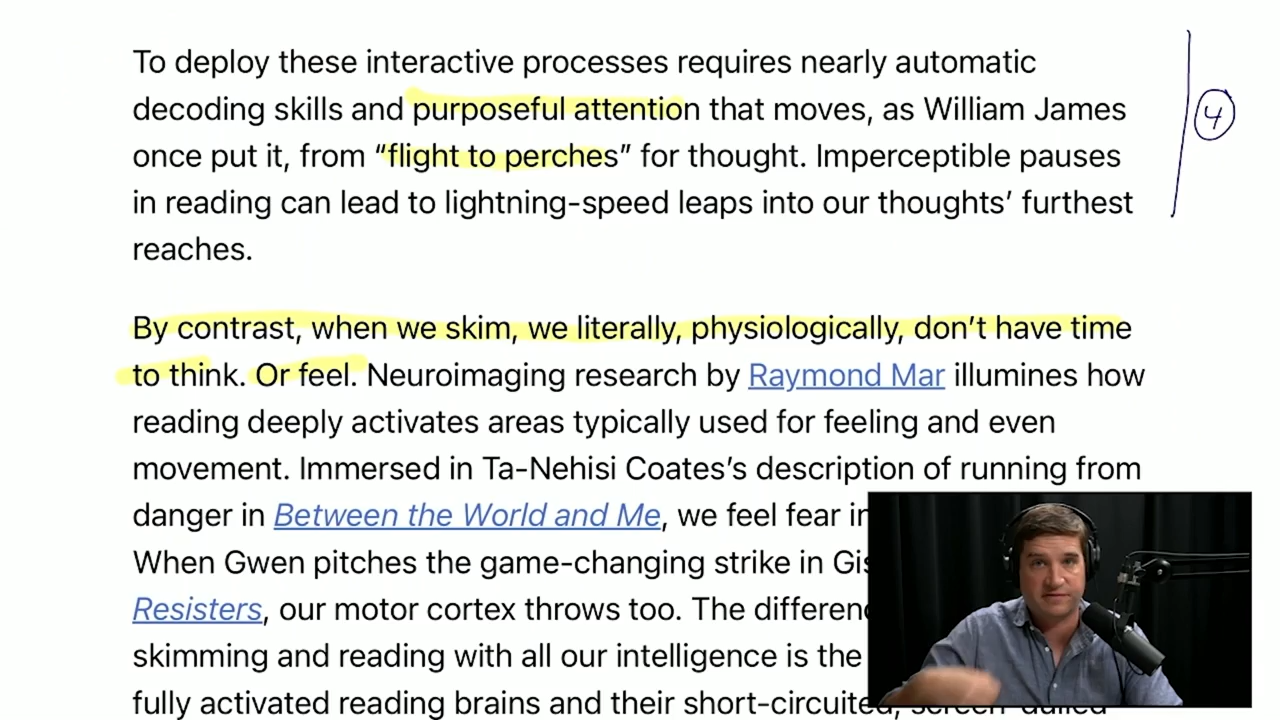 To deploy these interactive processes requires nearly automatic
decoding skills and purposeful attention that moves, as William James
once put it, from “flight to perches” for thought. Imperceptible pauses
in reading can lead to lightning-speed leaps into our thoughts’ furthest
reaches.
4
By contrast, when we skim, we literally, physiologically, don’t have time
to think. Or feel. Neuroimaging research by Raymond Mar illumines how
reading deeply activates areas typically used for feeling and even
movement. Immersed in Ta-Nehisi Coates’s description of running from
danger in Between the World and Me, we feel fear in
When Gwen pitches the game-changing strike in Gis
Resisters, our motor cortex throws too. The differenc
skimming and reading with all our intelligence is the
fully activated reading brains and their short-circuited, screen-dulled